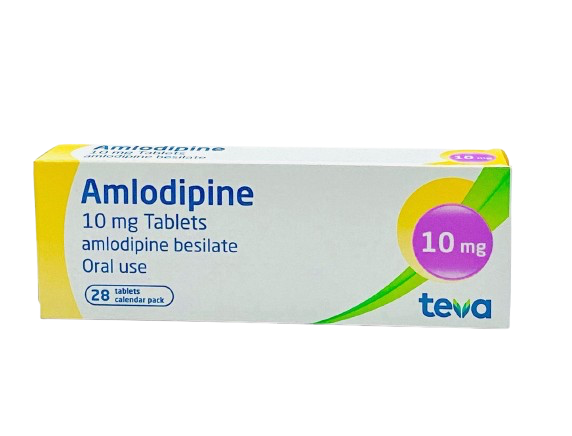 Amlodipine
10 mg Tablets
amlodipine besilate
10 mg
Amlodipine
10 mg Tablets
amlodipine besilate
Oral use
28 tablets
calendar pack
10 mg
teva